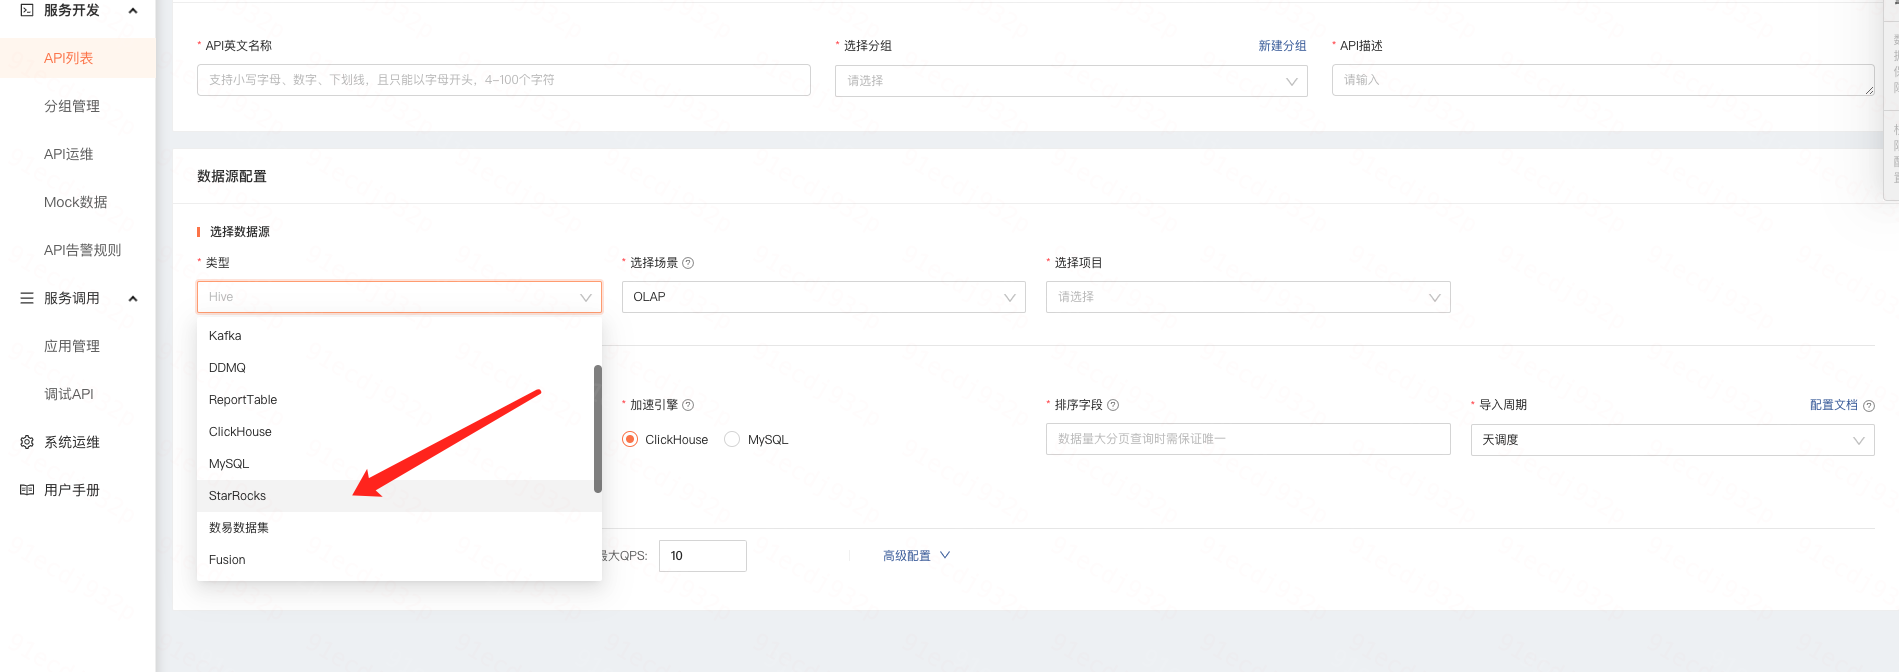 服务开发
API列表
分组管理
API运维
Mock数据
API告警规则
服务调用
应用管理
调试API
系统运维
用户手册
* API英文名称
支持小写字母、数字、下划线，且只能以字母开头，4-100个字符
* 选择分组
新建分组
请选择
* API描述
请输入
数据源配置
选择数据源
* 类型
Hive
* 选择场景
OLAP
* 选择项目
请选择
Kafka
DDMQ
ReportTable
ClickHouse
MySQL
StarRocks
数易数据集
Fusion
* 加速引擎
ClickHouse
MySQL
* 排序字段
数据量大分页查询时需保证唯一
* 导入周期
配置文档
天调度
最大QPS:
10
高级配置